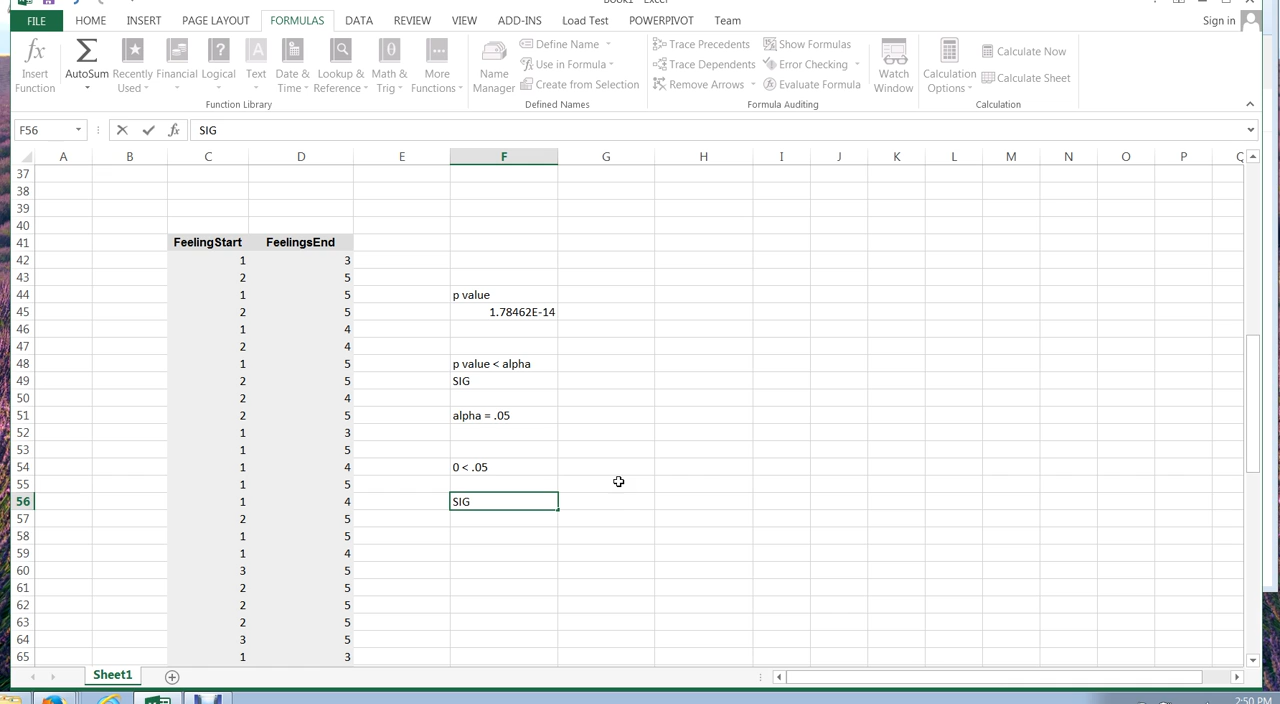 Book1 - Excel
FILE HOME INSERT PAGE LAYOUT FORMULAS DATA REVIEW VIEW ADD-INS Load Test POWERPIVOT Team Sign in
fx Σ ? A θ
Insert Function
AutoSum
Recently Used
Financial
Logical
Text
Date & Time
Lookup & Reference
Math & Trig
More Functions
Function Library
Name Manager
Define Name
Use in Formula
Create from Selection
Defined Names
Trace Precedents
Trace Dependents
Remove Arrows
Show Formulas
Error Checking
Evaluate Formula
Formula Auditing
Watch Window
Calculation Options
Calculate Now
Calculate Sheet
Calculation
F56 fx SIG
A B C D E F G H I J K L M N O P Q
37
38
39
40
41 FeelingStart FeelingsEnd
42 1 3
43 2 5
44 1 5 p value
45 2 5 1.78462E-14
46 1 4
47 2 4
48 1 5 p value < alpha
49 2 5 SIG
50 2 4
51 2 5 alpha = .05
52 1 3
53 1 5
54 1 4 0 < .05
55 1 5
56 1 4 SIG
57 2 5
58 1 5
59 1 4
60 3 5
61 2 5
62 2 5
63 2 5
64 3 5
65 1 3
Sheet1
2:50 PM